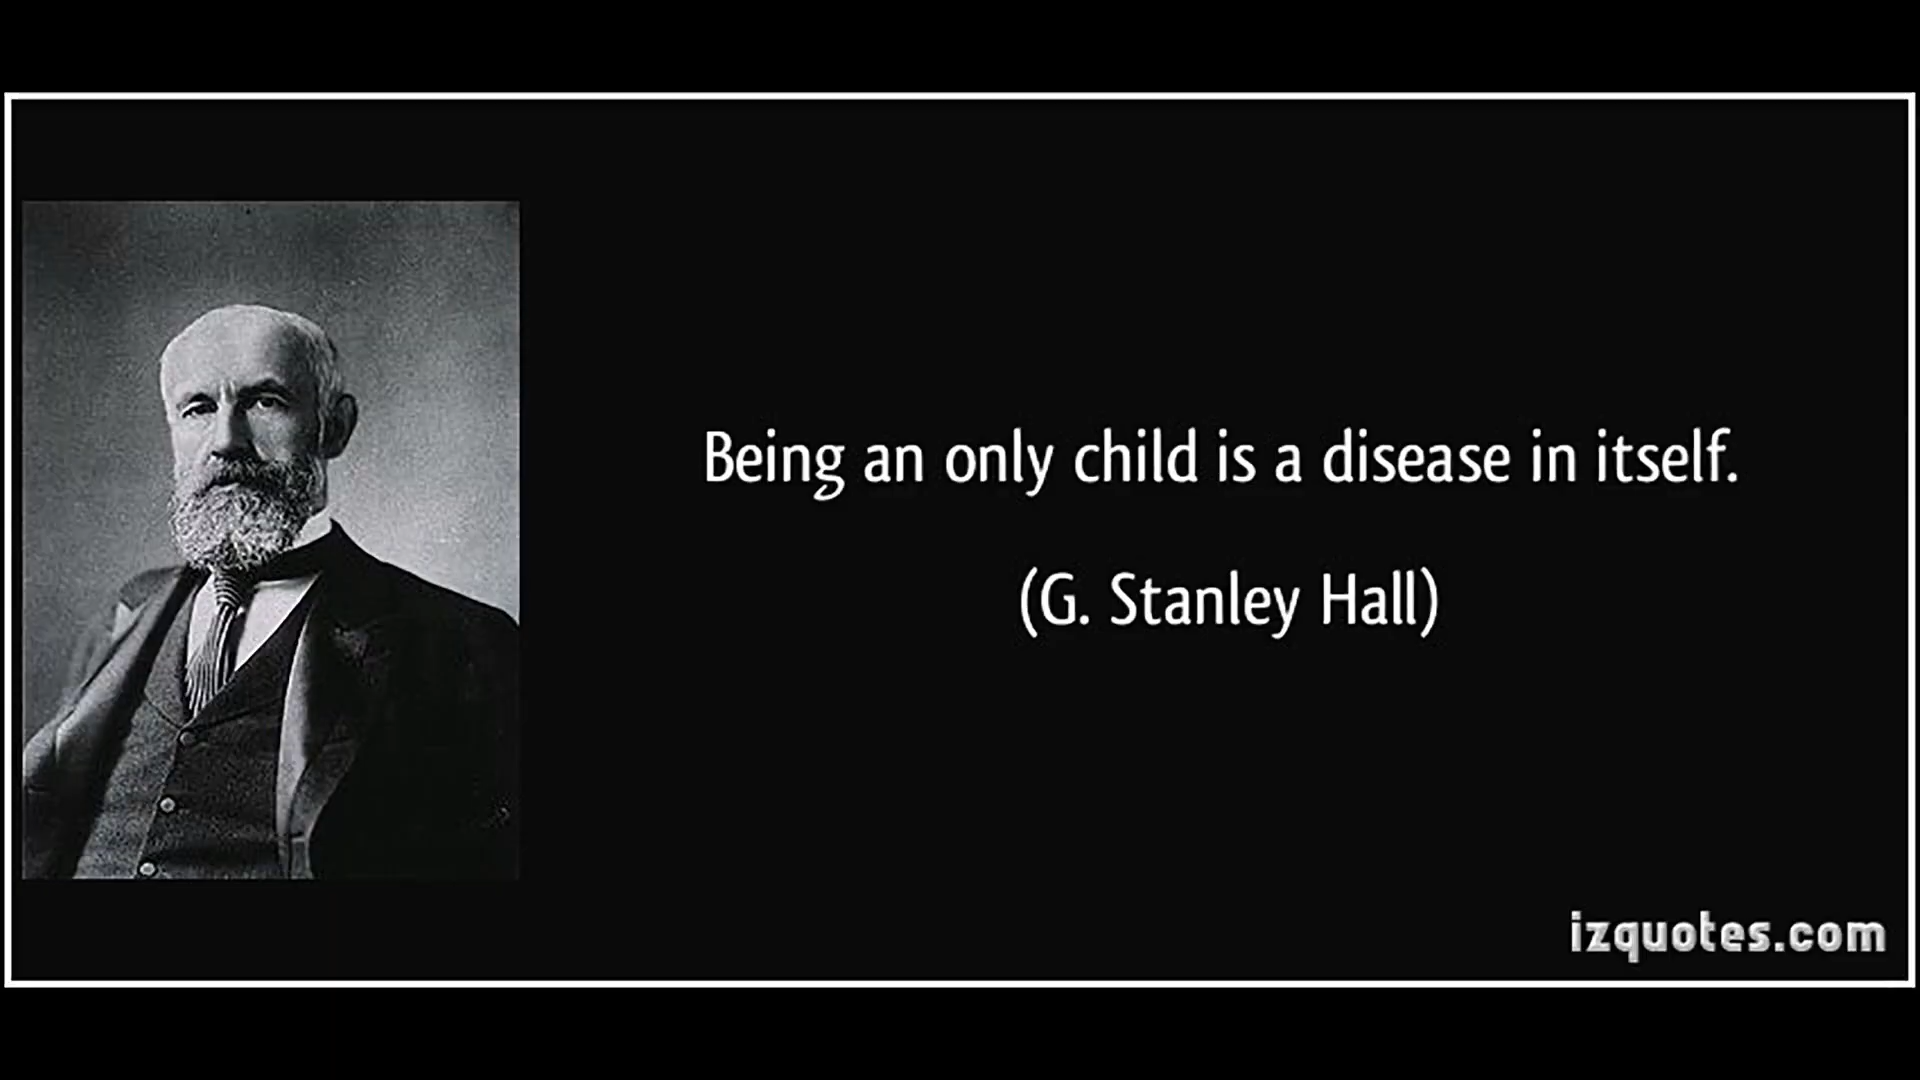 Being an only child is a disease in itself.
(G. Stanley Hall)
izquotes.com